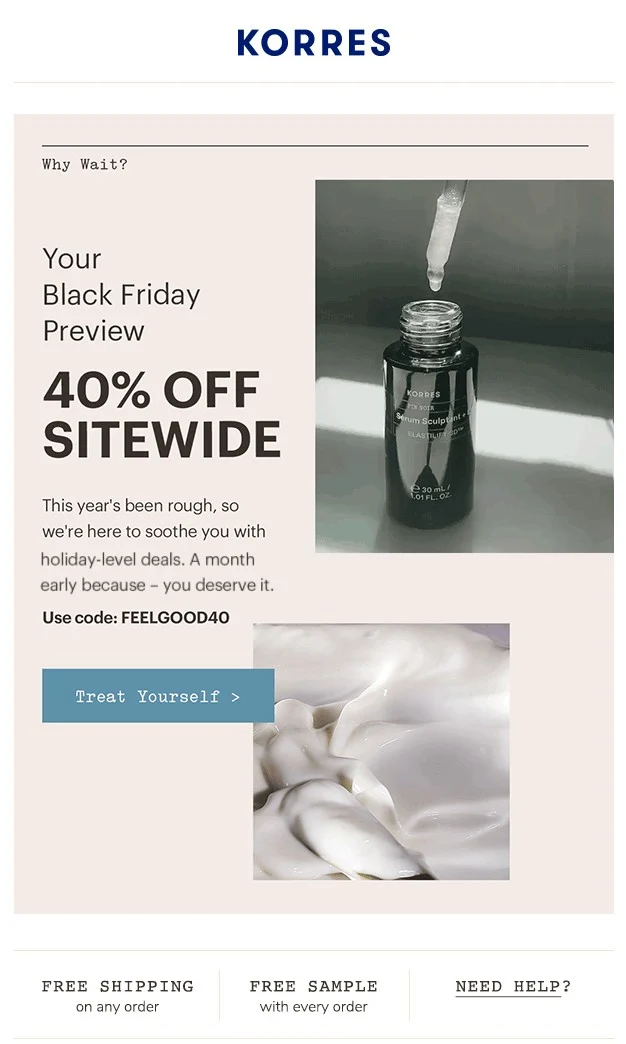 KORRES
Why Wait?
Your
Black Friday
Preview
40% OFF
SITEWIDE
This year's been rough, so
we're here to soothe you with
holiday-level deals. A month
early because – you deserve it.
Use code: FEELGOOD40
Treat Yourself >
KORRES
Serum Sculptant
30 mL /
1.01 FL. OZ.
FREE SHIPPING
on any order
FREE SAMPLE
with every order
NEED HELP?